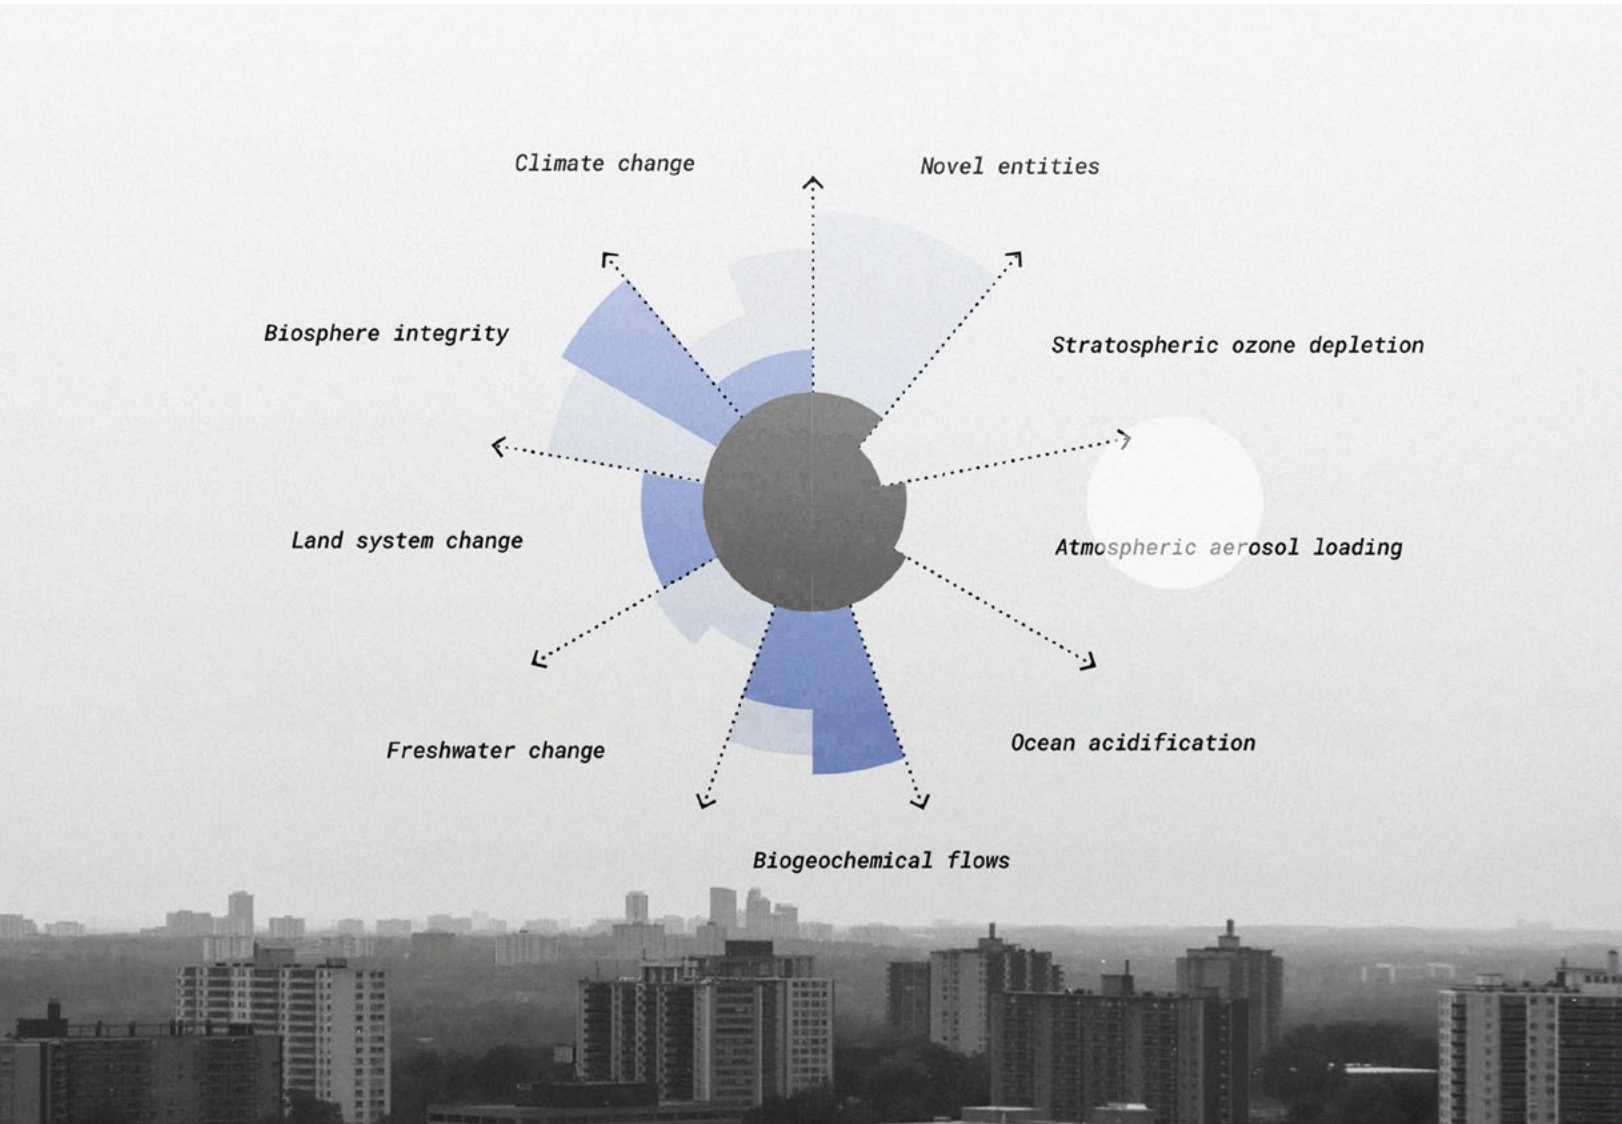 Climate change
Novel entities
Biosphere integrity
Stratospheric ozone depletion
Land system change
Atmospheric aerosol loading
Freshwater change
Ocean acidification
Biogeochemical flows